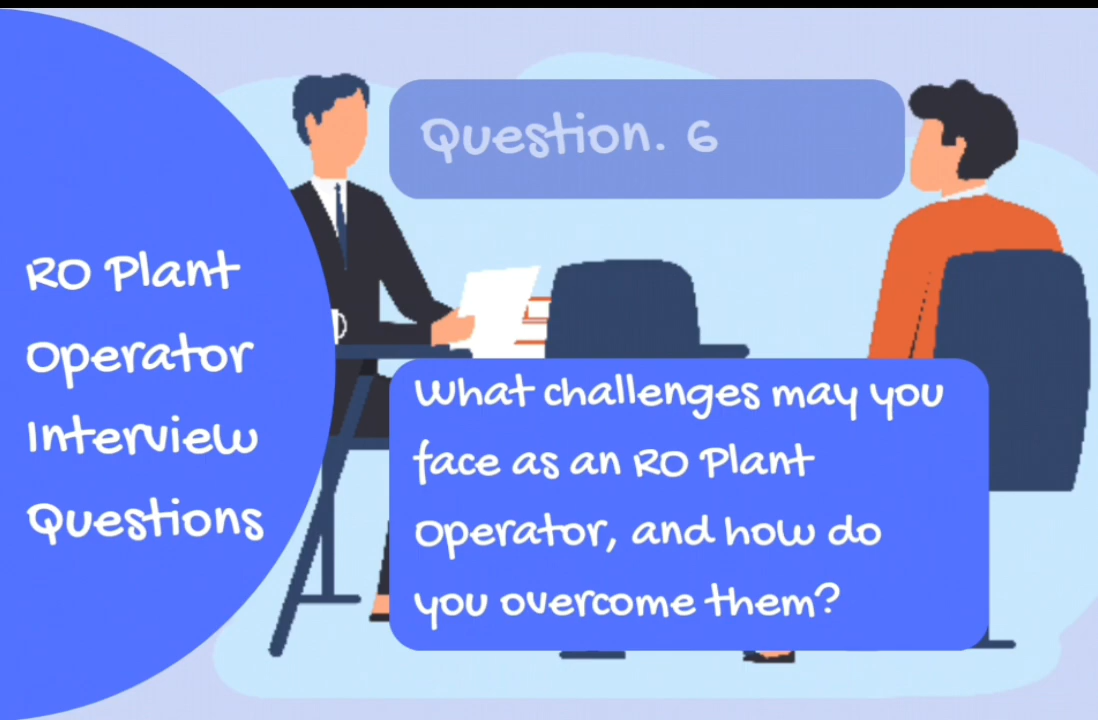 RO Plant
Operator
Interview
Questions
Question. 6
What challenges may you
face as an RO Plant
Operator, and how do
you overcome them?